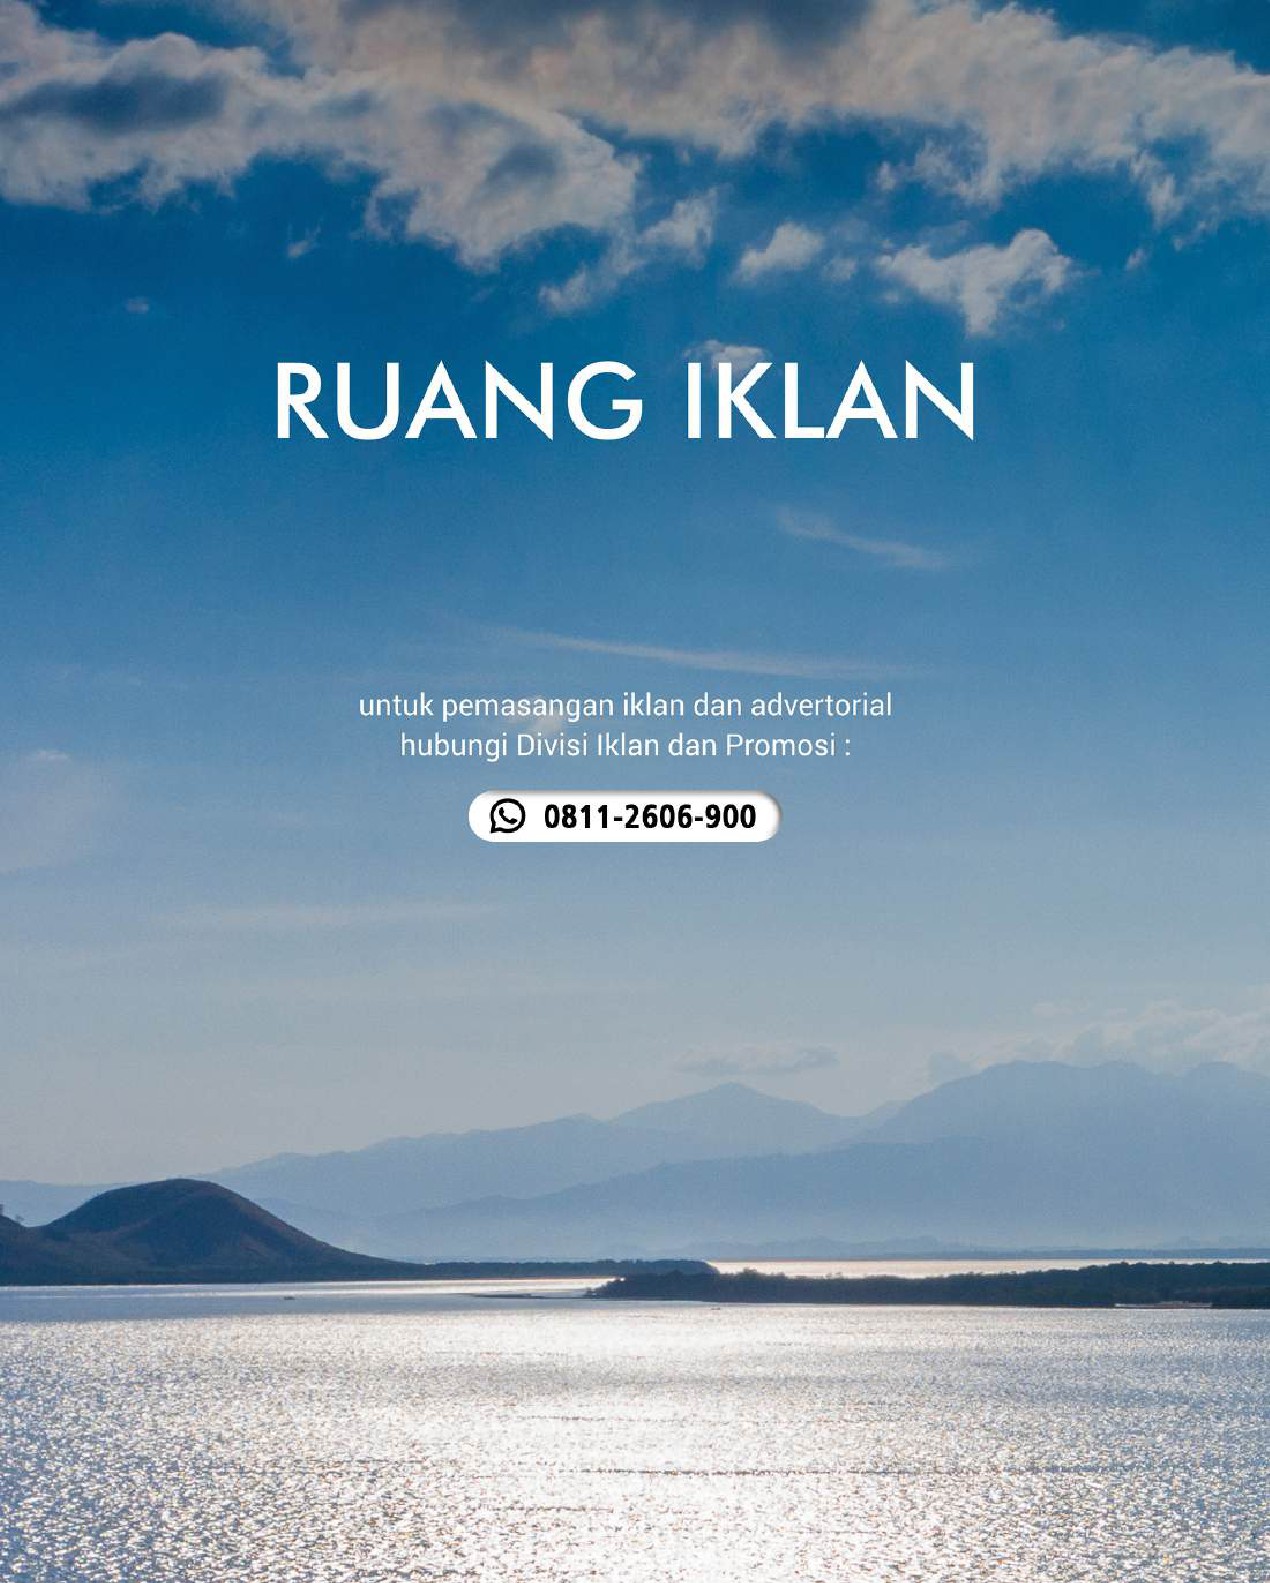 RUANG IKLAN
untuk pemasangan iklan dan advertorial
hubungi Divisi Iklan dan Promosi :
0811-2606-900